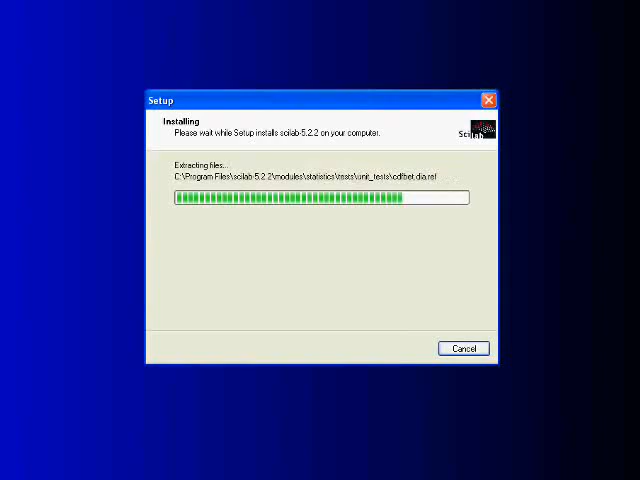 Setup
Installing
Please wait while Setup installs scilab-5.2.2 on your computer.
Scilab
Extracting files...
C:\Program Files\scilab-5.2.2\modules\statistics\tests\unit_tests\cdfbet.dia.ref
Cancel